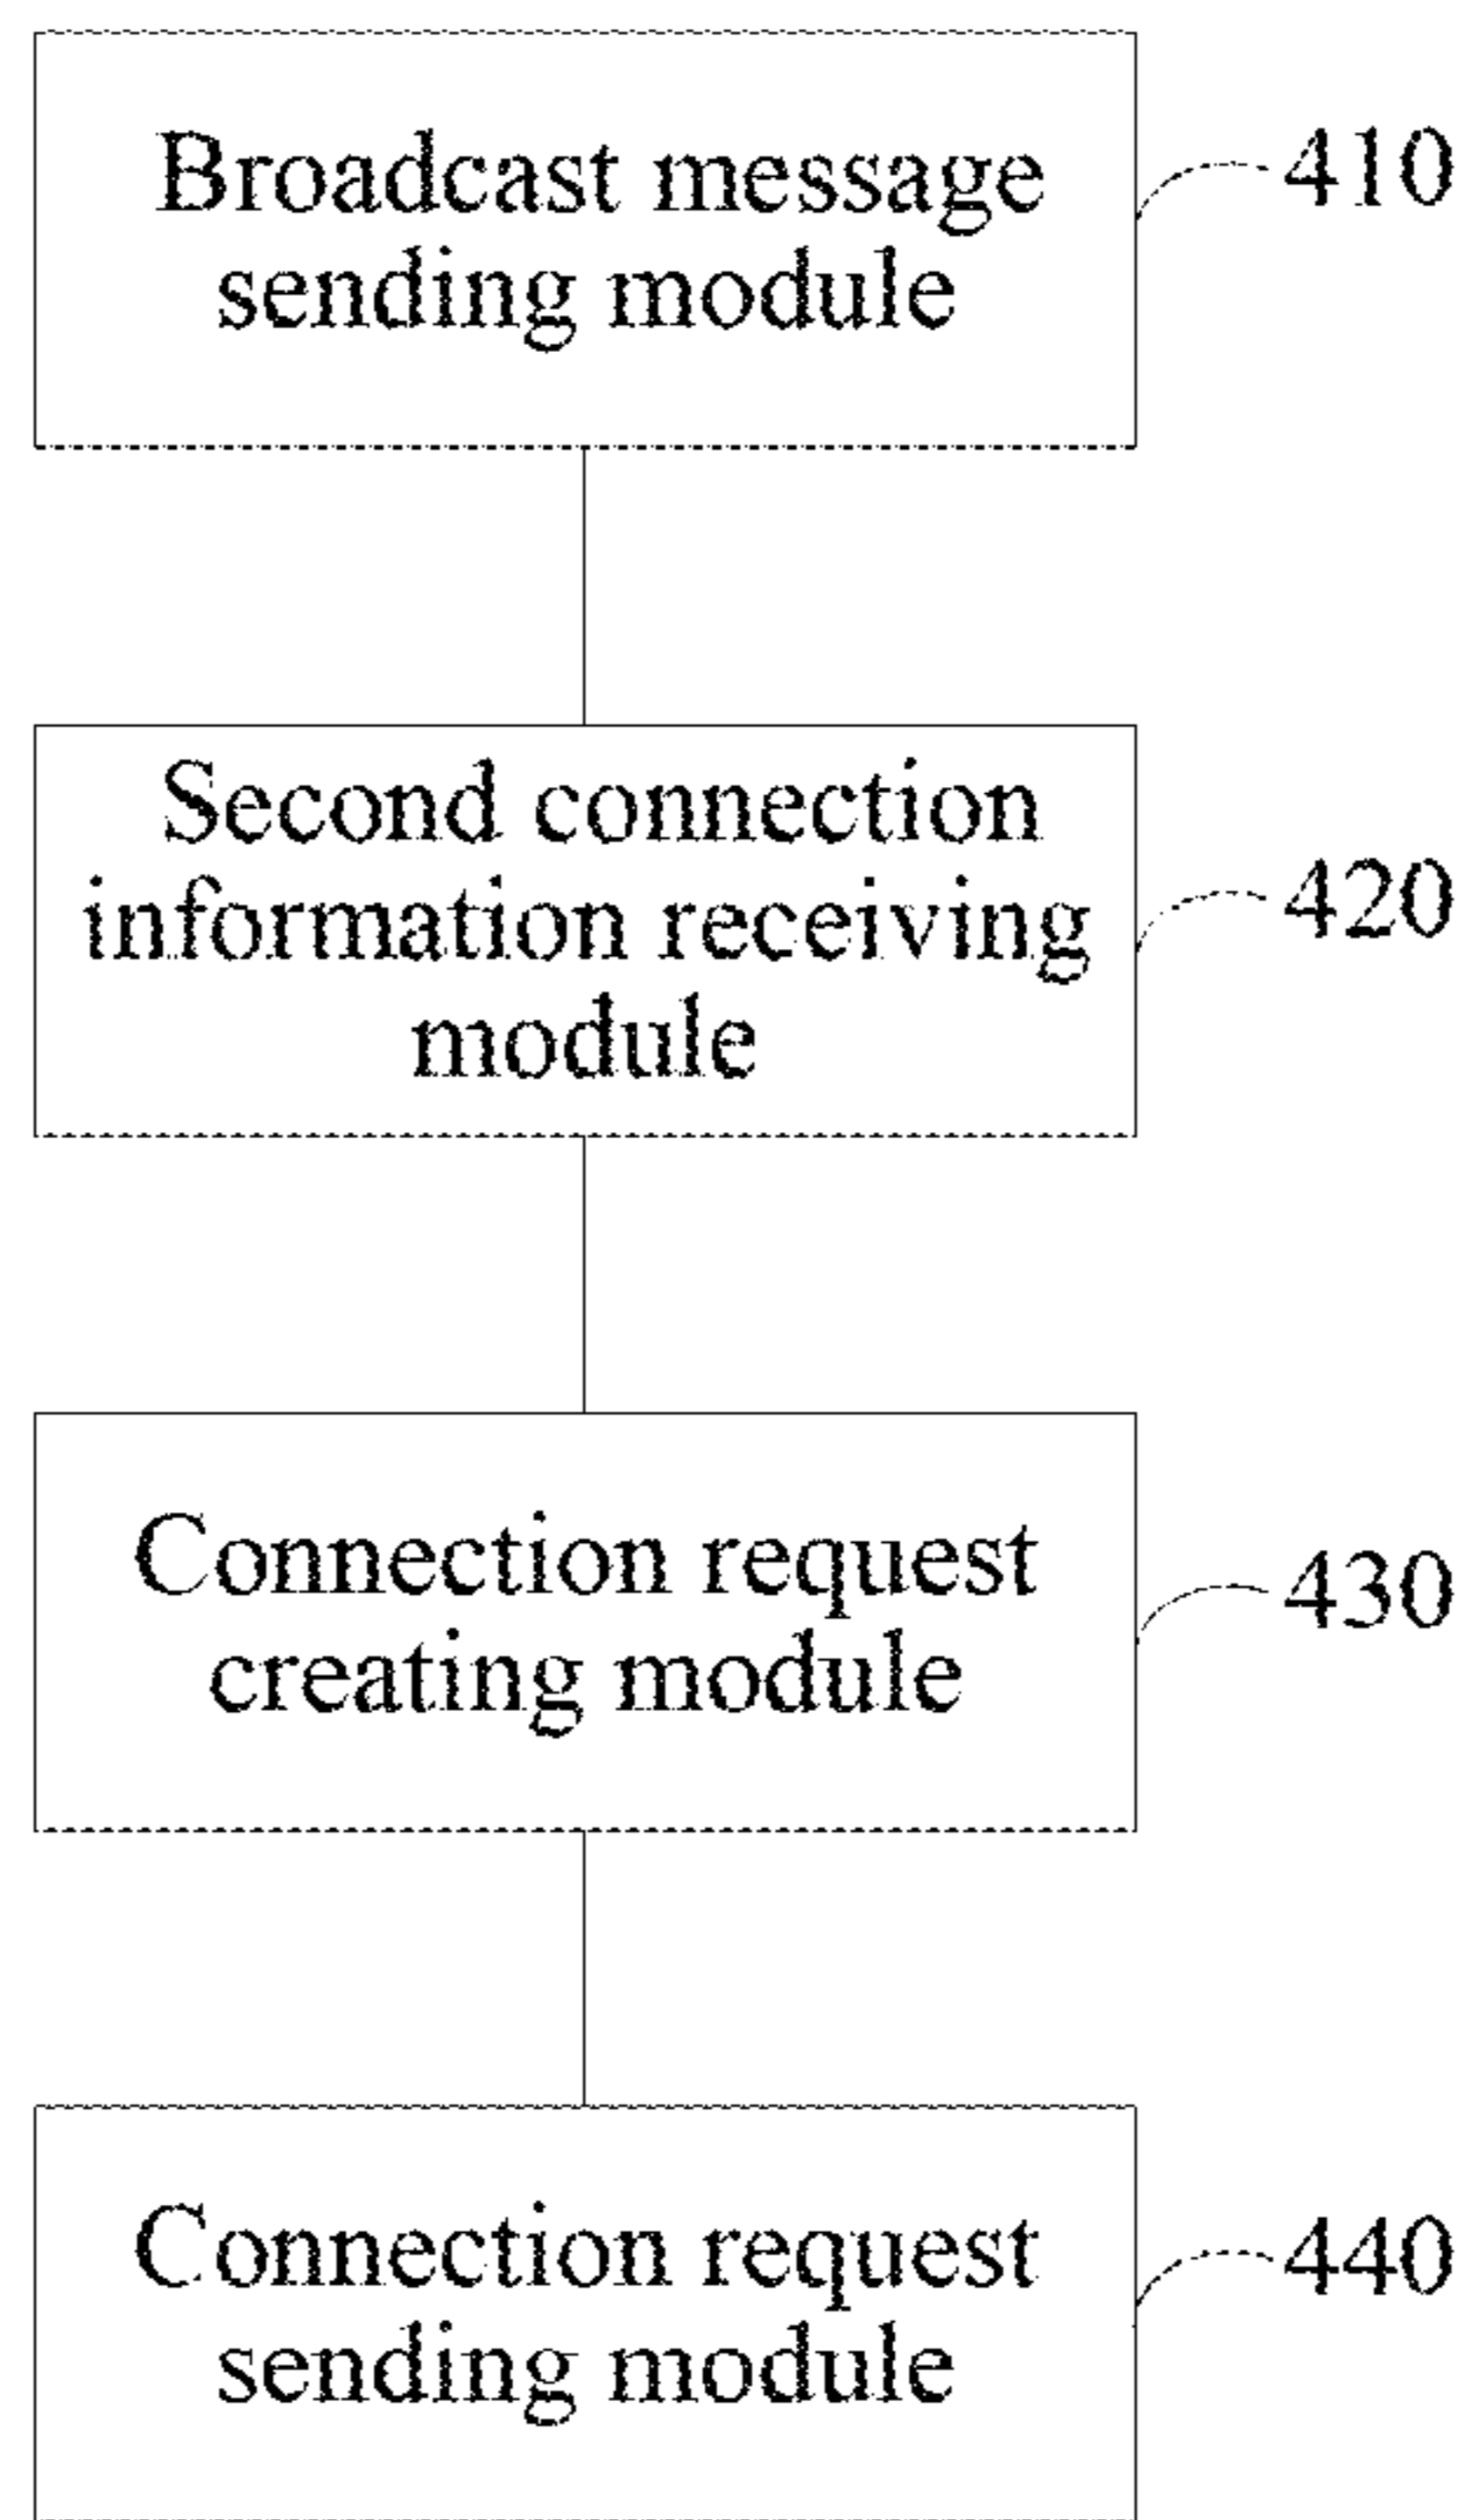 Broadcast message
sending module
410
Second connection
information receiving
module
420
Connection request
creating module
430
Connection request
sending module
440